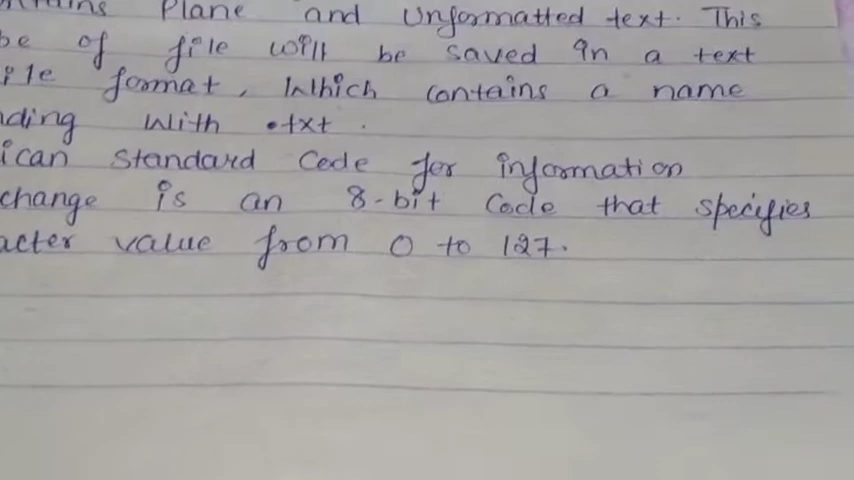 Plane and Unformatted text. This
of file will be saved in a text
format, which contains a name
with .txt.
Standard Code for information
change is an 8-bit Code that specifies
value from 0 to 127.